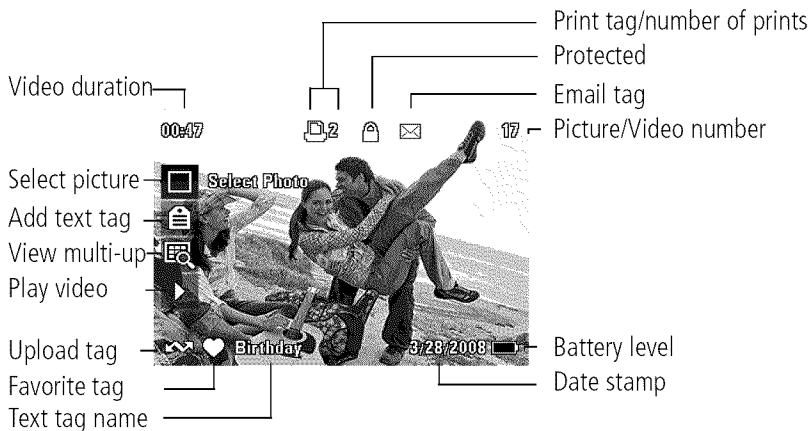 Print tag/number of prints
Protected
Email tag
Picture/Video number
Video duration
00:47
2
17
Select picture
Select Photo
Add text tag
View multi-up
Play video
Upload tag
Birthday
3/28/2008
Battery level
Favorite tag
Date stamp
Text tag name